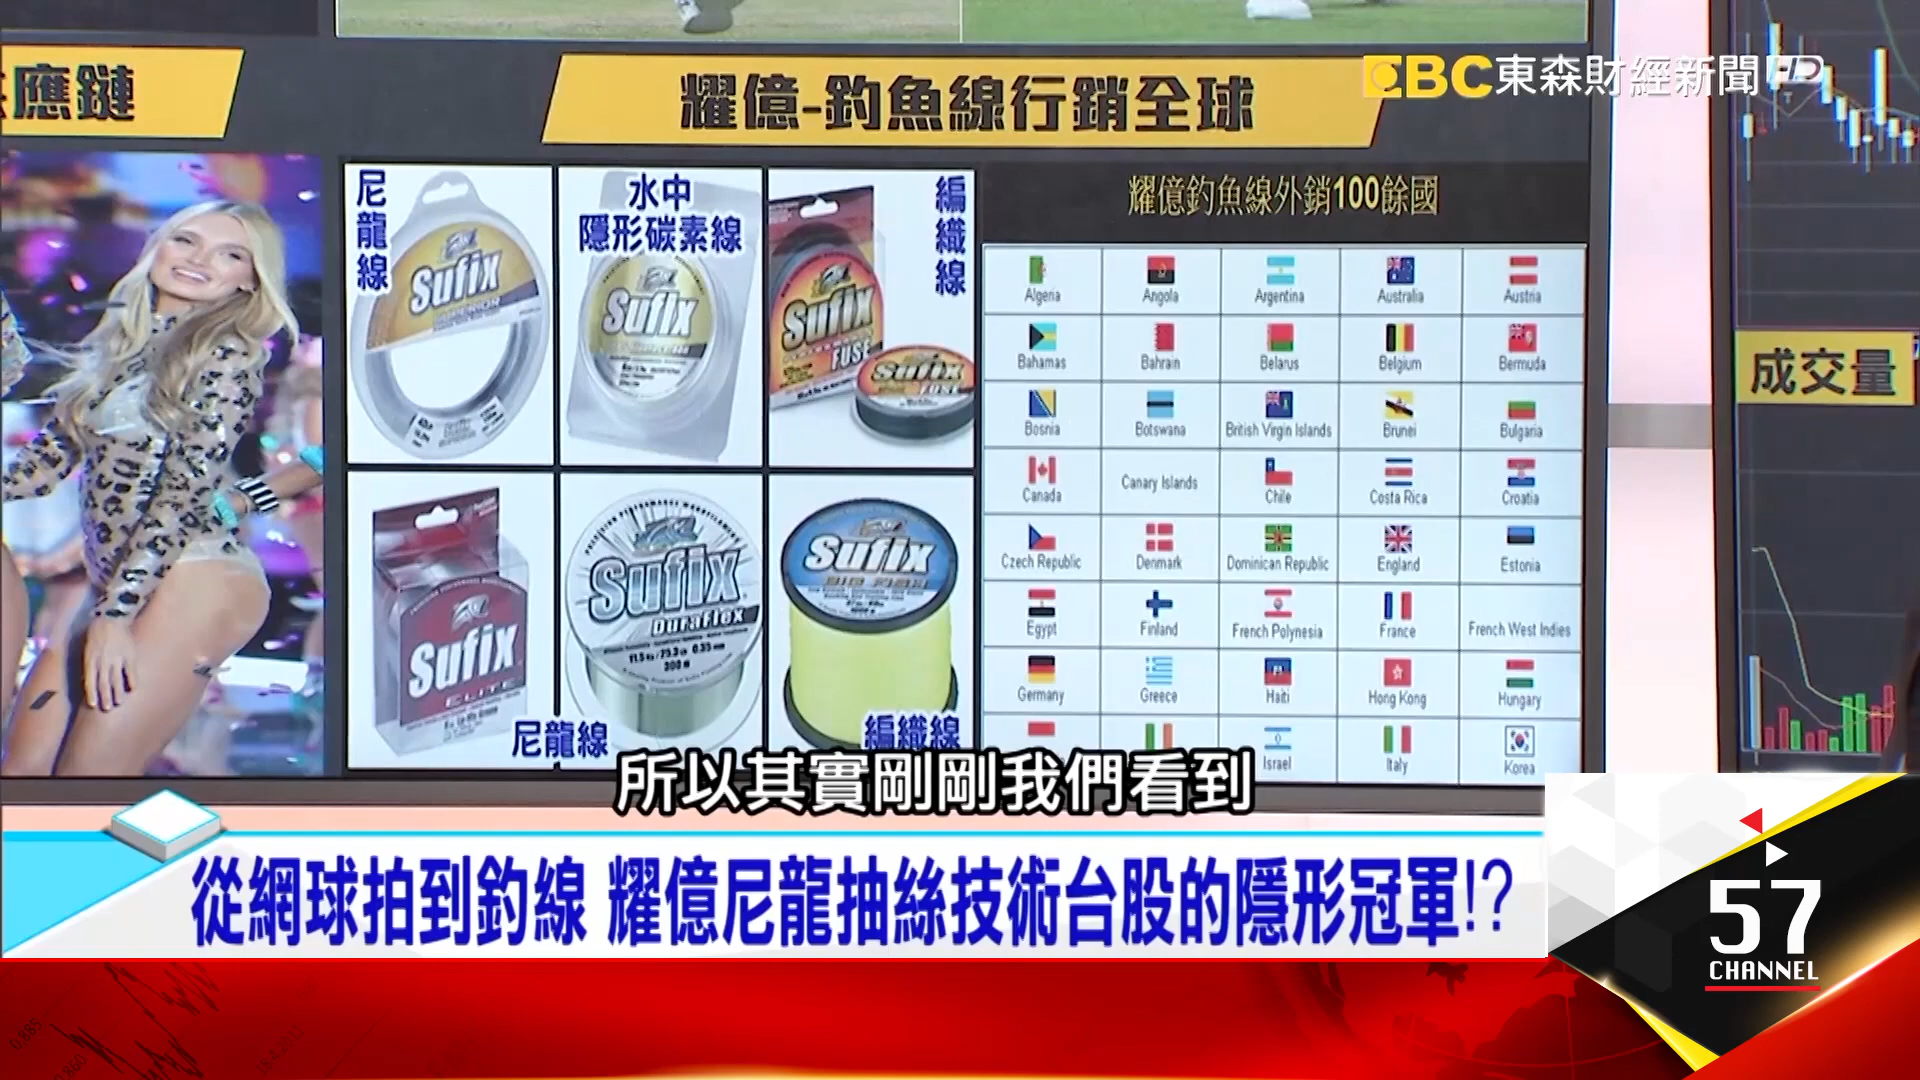 應鏈
耀億-釣魚線行銷全球
EBC東森財經新聞HD
尼龍線
水中
隱形碳素線
編織線
Sufix
Sufix
Sufix
FUSE
Sufix
FUSE
Sufix
ELITE
尼龍線
Sufix
Duraflex
300 m
Sufix
編織線
耀億釣魚線外銷100餘國
Algeria Angola Argentina Australia Austria
Bahamas Bahrain Belarus Belgium Bermuda
Bosnia Botswana British Virgin Islands Brunei Bulgaria
Canada Canary Islands Chile Costa Rica Croatia
Czech Republic Denmark Dominican Republic England Estonia
Egypt Finland French Polynesia France French West Indies
Germany Greece Haiti Hong Kong Hungary
Israel Italy Korea
成交量
所以其實剛剛我們看到
從網球拍到釣線 耀億尼龍抽絲技術台股的隱形冠軍!?
57
CHANNEL